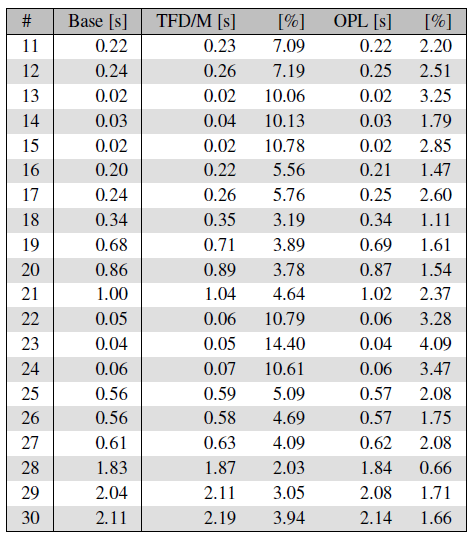 # Base [s] TFD/M [s] [%] OPL [s] [%]
11 0.22 0.23 7.09 0.22 2.20
12 0.24 0.26 7.19 0.25 2.51
13 0.02 0.02 10.06 0.02 3.25
14 0.03 0.04 10.13 0.03 1.79
15 0.02 0.02 10.78 0.02 2.85
16 0.20 0.22 5.56 0.21 1.47
17 0.24 0.26 5.76 0.25 2.60
18 0.34 0.35 3.19 0.34 1.11
19 0.68 0.71 3.89 0.69 1.61
20 0.86 0.89 3.78 0.87 1.54
21 1.00 1.04 4.64 1.02 2.37
22 0.05 0.06 10.79 0.06 3.28
23 0.04 0.05 14.40 0.04 4.09
24 0.06 0.07 10.61 0.06 3.47
25 0.56 0.59 5.09 0.57 2.08
26 0.56 0.58 4.69 0.57 1.75
27 0.61 0.63 4.09 0.62 2.08
28 1.83 1.87 2.03 1.84 0.66
29 2.04 2.11 3.05 2.08 1.71
30 2.11 2.19 3.94 2.14 1.66